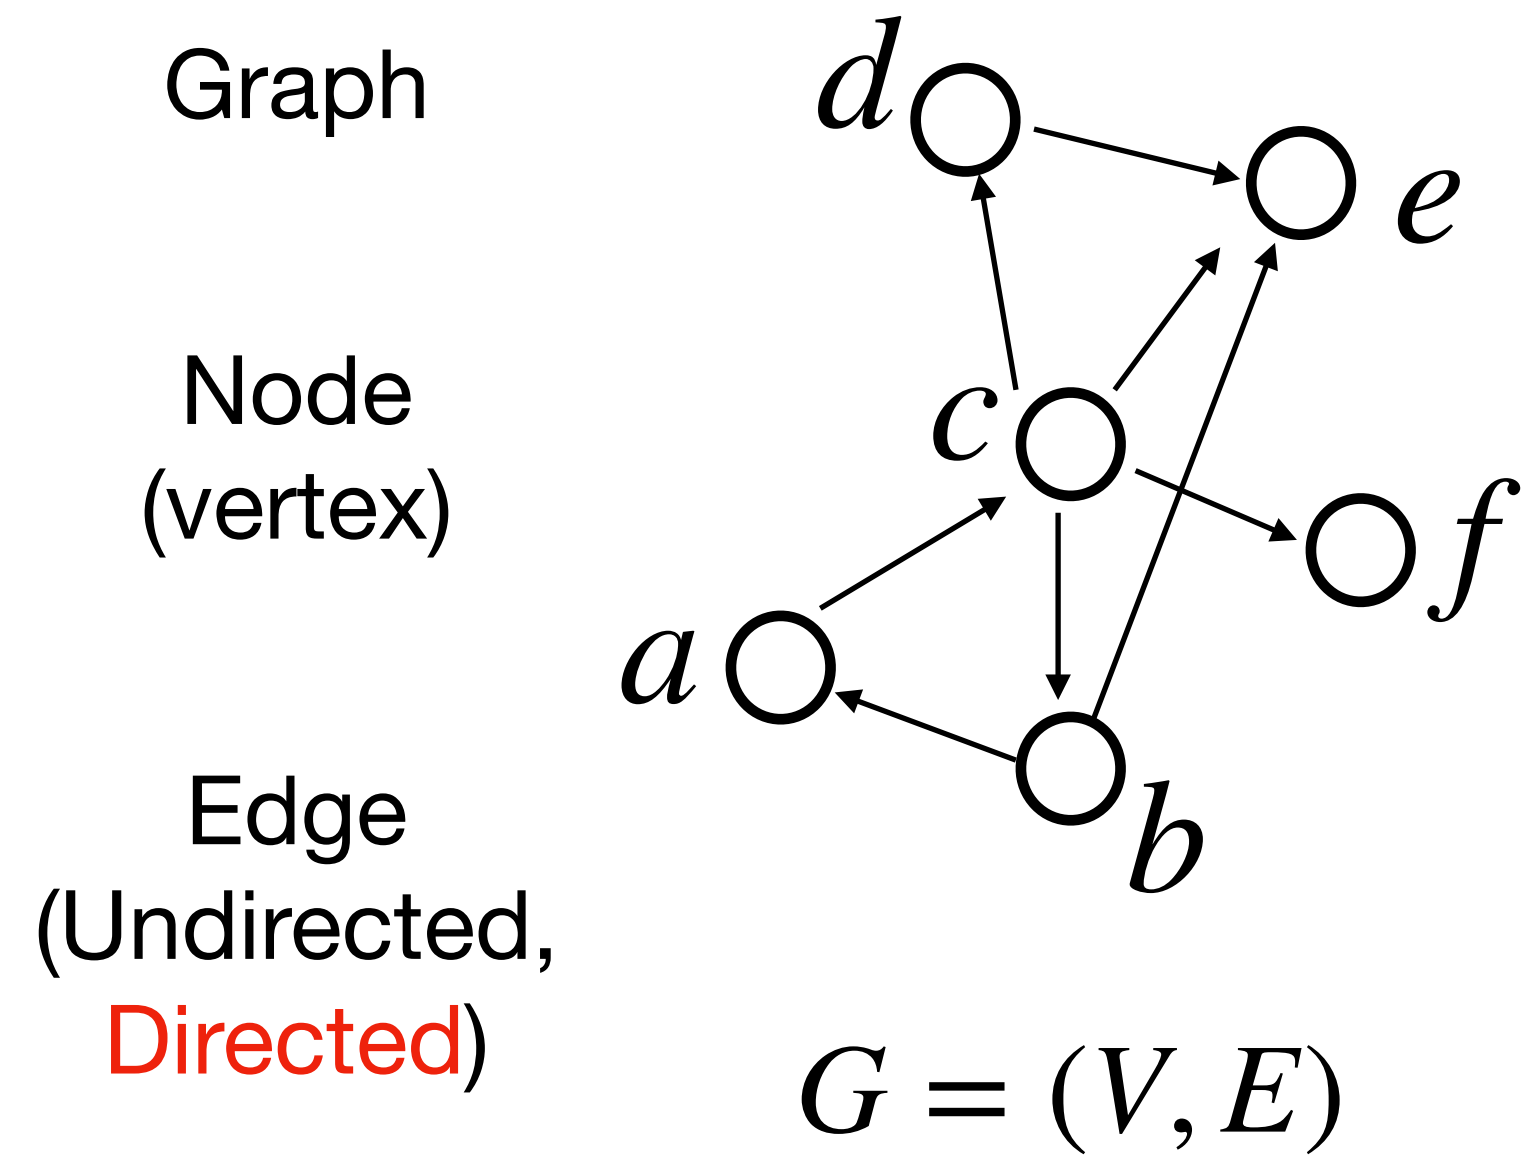 Graph
Node
(vertex)
Edge
(Undirected,
Directed)
d
e
c
f
a
b
G = (V, E)